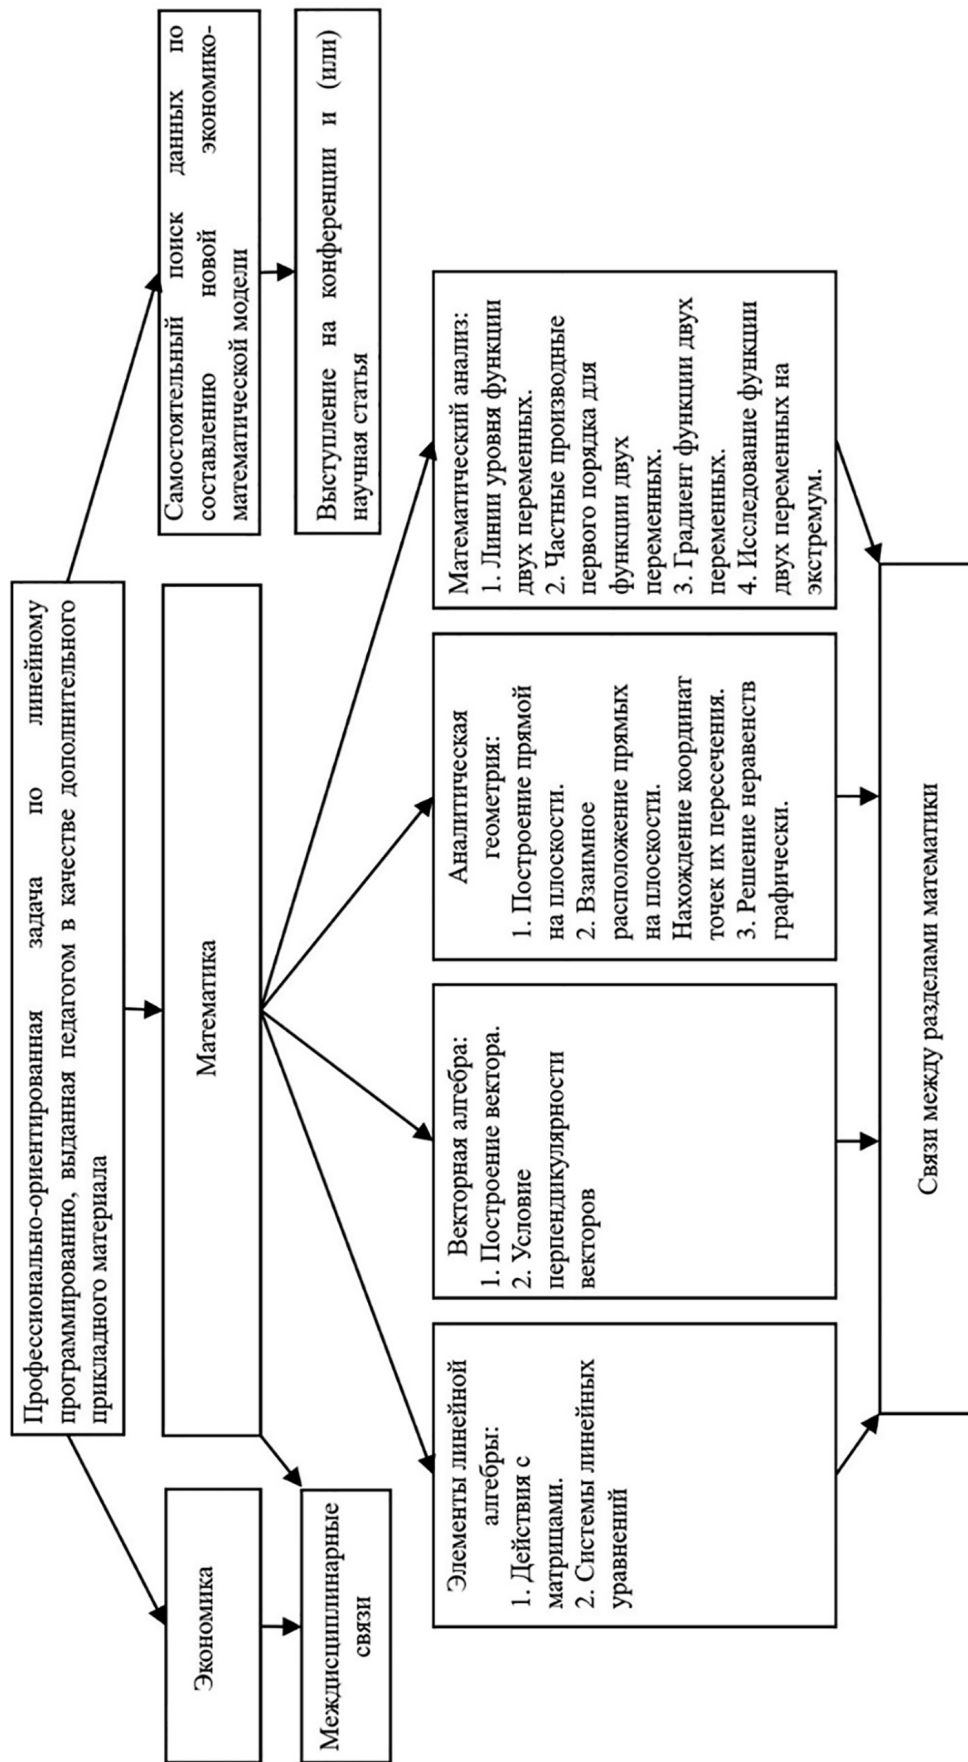 Профессионально-ориентированная задача по линейному
программированию, выданная педагогом в качестве дополнительного
прикладного материала
Экономика
Математика
Самостоятельный поиск данных по
составлению новой экономико-
математической модели
Междисциплинарные
связи
Выступление на конференции и (или)
научная статья
Элементы линейной
алгебры:
1. Действия с
матрицами.
2. Системы линейных
уравнений
Векторная алгебра:
1. Построение вектора.
2. Условие
перпендикулярности
векторов
Аналитическая
геометрия:
1. Построение прямой
на плоскости.
2. Взаимное
расположение прямых
на плоскости.
Нахождение координат
точек их пересечения.
3. Решение неравенств
графически.
Математический анализ:
1. Линии уровня функции
двух переменных.
2. Частные производные
первого порядка для
функции двух
переменных.
3. Градиент функции двух
переменных.
4. Исследование функции
двух переменных на
экстремум.
Связи между разделами математики